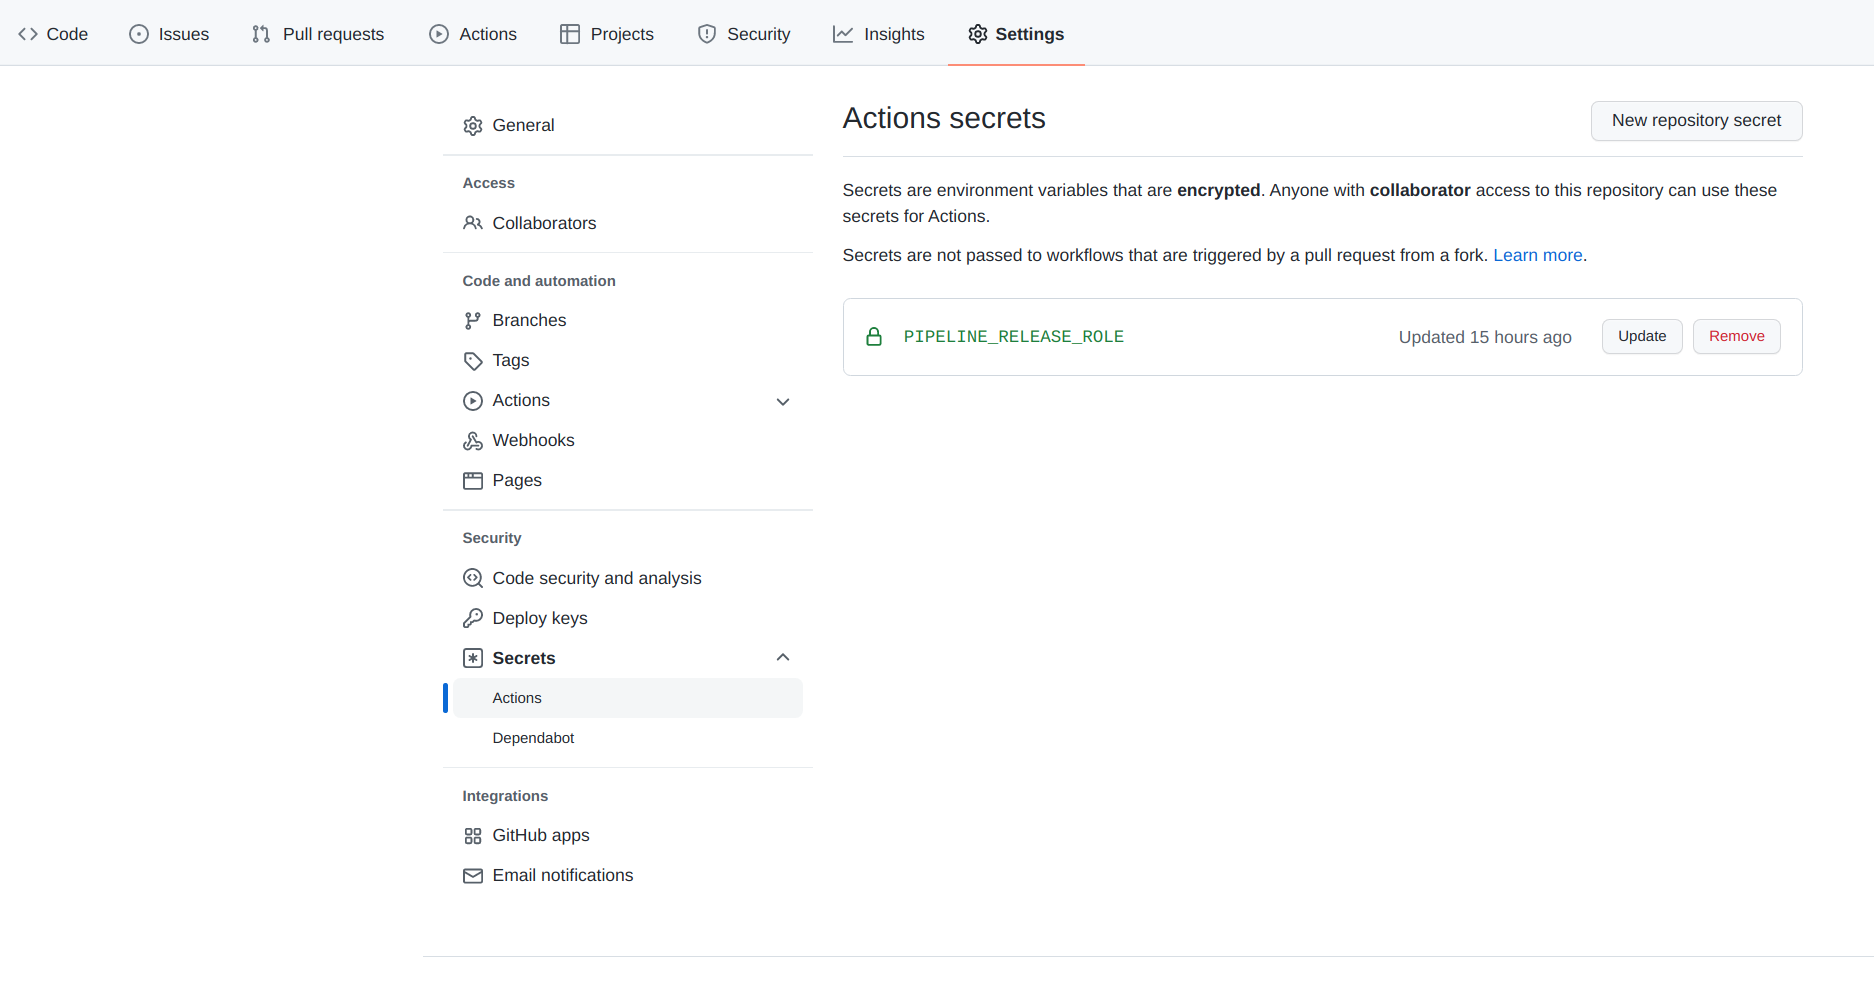 Code Issues Pull requests Actions Projects Security Insights Settings
General
Access
Collaborators
Code and automation
Branches
Tags
Actions
Webhooks
Pages
Security
Code security and analysis
Deploy keys
Secrets
Actions
Dependabot
Integrations
GitHub apps
Email notifications
Actions secrets
New repository secret
Secrets are environment variables that are encrypted. Anyone with collaborator access to this repository can use these
secrets for Actions.
Secrets are not passed to workflows that are triggered by a pull request from a fork. Learn more.
PIPELINE_RELEASE_ROLE Updated 15 hours ago Update Remove